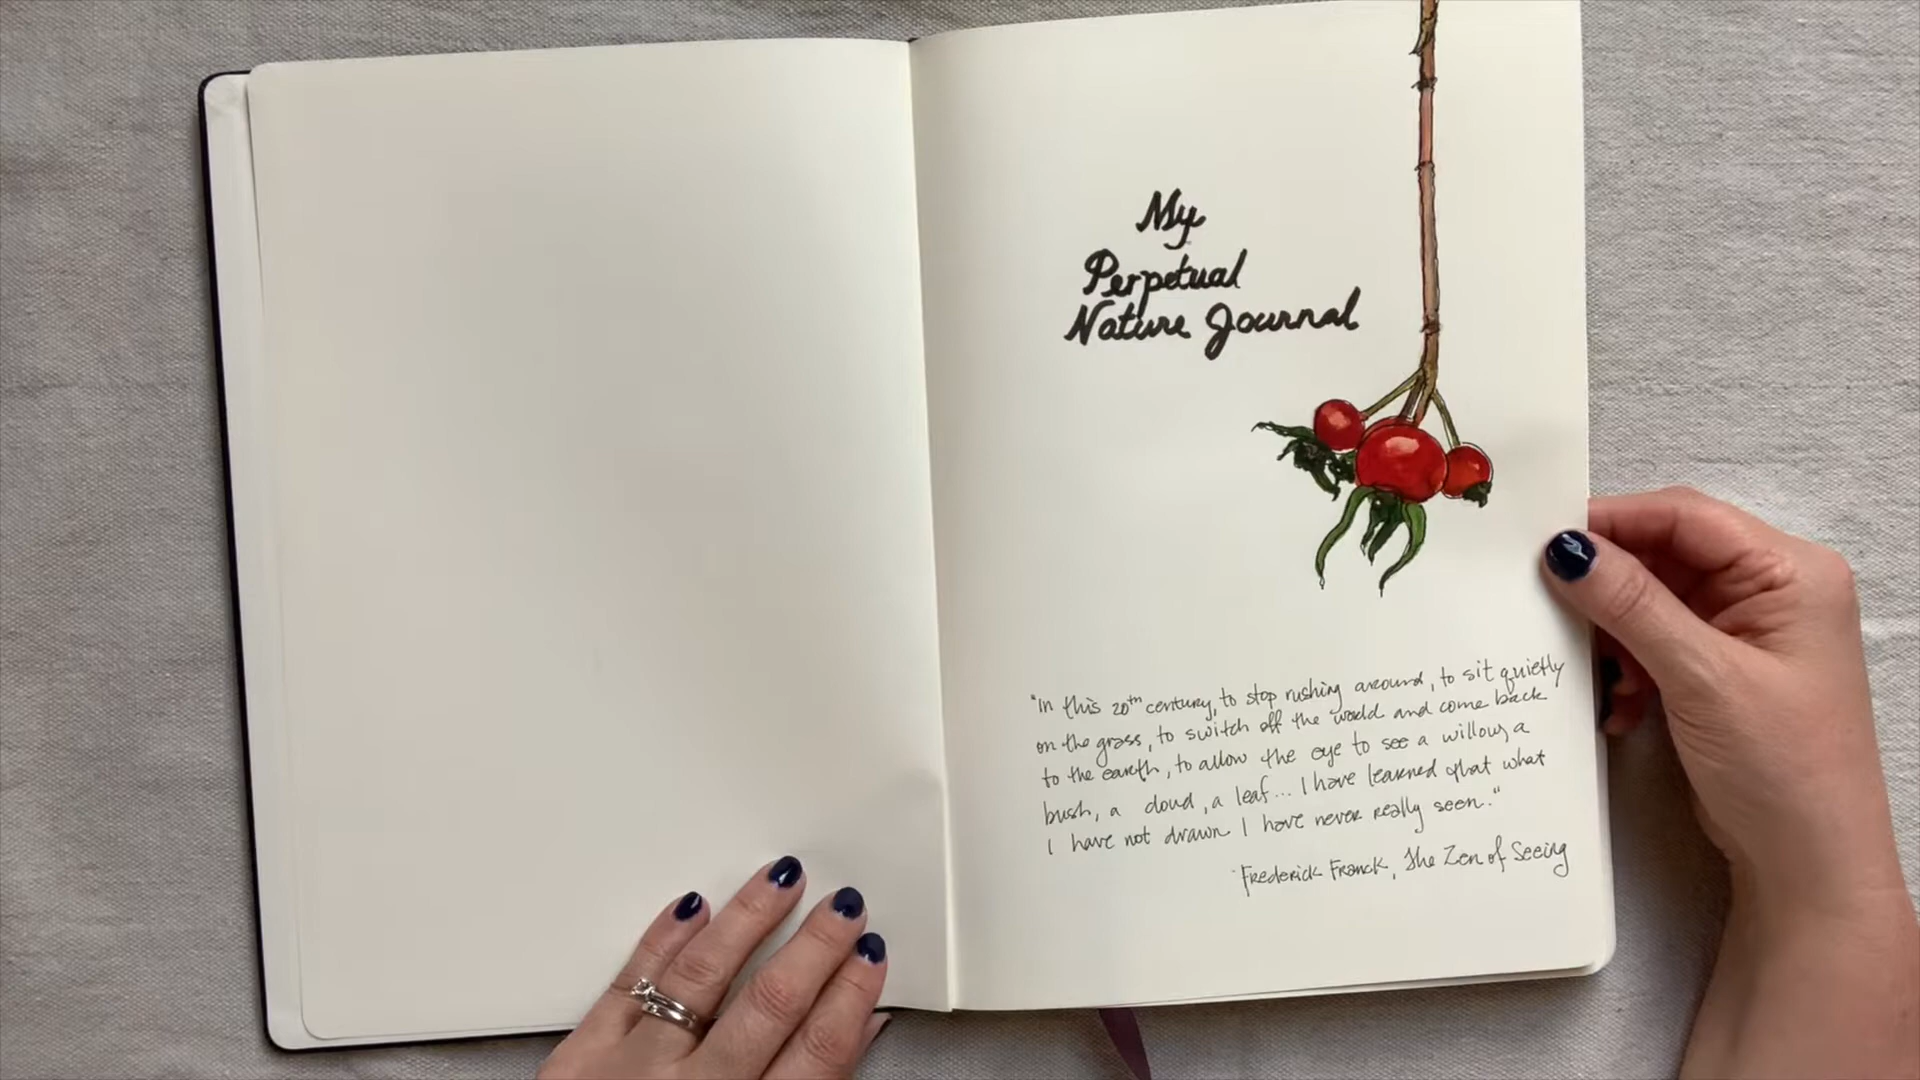 My
Perpetual
Nature Journal
"In this 20th century, to stop rushing around, to sit quietly
on the grass, to switch off the world and come back
to the earth, to allow the eye to see a willow, a
bush, a cloud, a leaf... I have learned that what
I have not drawn I have never really seen."
- Frederick Franck, The Zen of Seeing